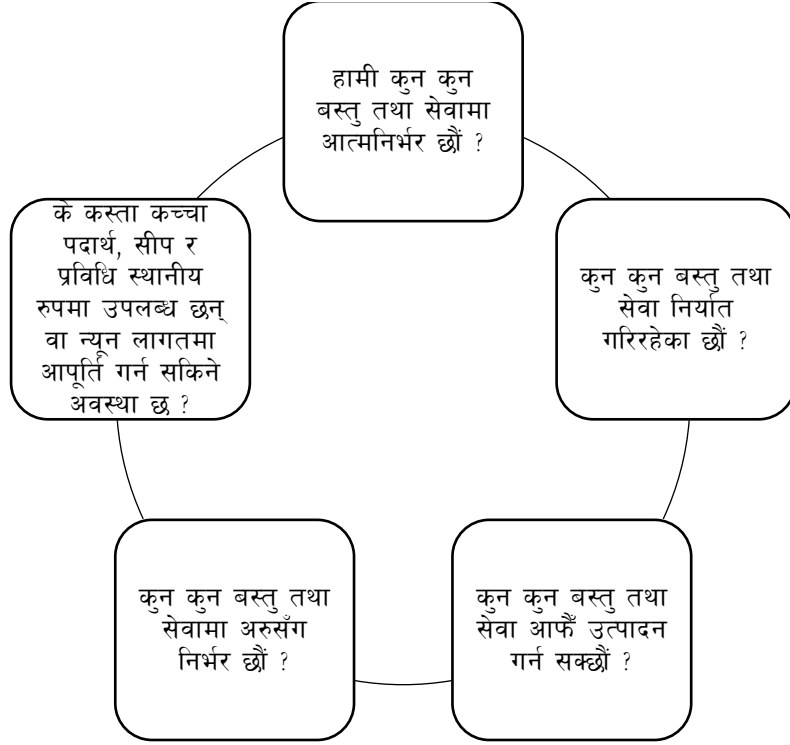 हामी कुन कुन
बस्तु तथा सेवामा
आत्मनिर्भर छौं ?
कुन कुन बस्तु तथा
सेवा निर्यात
गरिरहेका छौं ?
कुन कुन बस्तु तथा
सेवा आफैँ उत्पादन
गर्न सक्छौं ?
कुन कुन बस्तु तथा
सेवामा अरुसँग
निर्भर छौं ?
के कस्ता कच्चा
पदार्थ, सीप र
प्रविधि स्थानीय
रुपमा उपलब्ध छन्
वा न्यून लागतमा
आपूर्ति गर्न सकिने
अवस्था छ ?